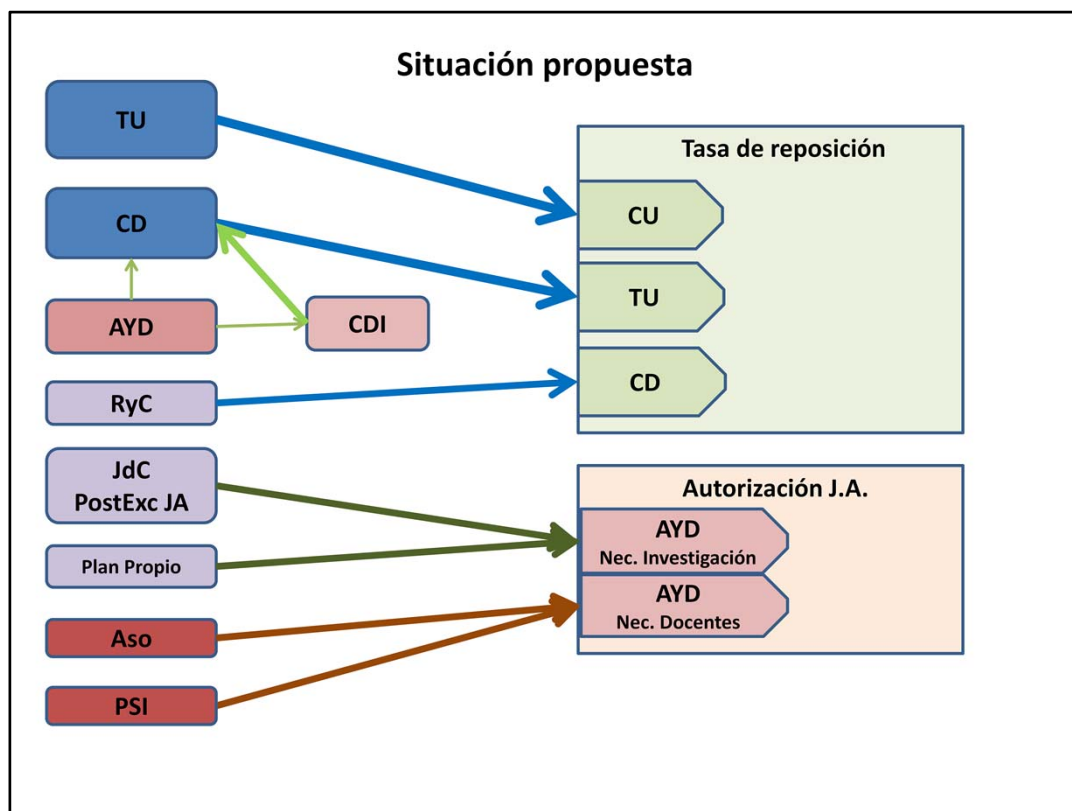 Situación propuesta
TU
CD
AYD
CDI
RyC
JdC
PostExc JA
Plan Propio
Aso
PSI
Tasa de reposición
CU
TU
CD
Autorización J.A.
AYD
Nec. Investigación
AYD
Nec. Docentes